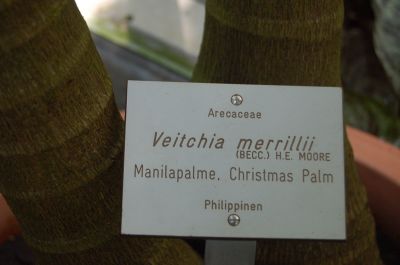 Arecaceae
Veitchia merrillii
(BECC.) H.E. MOORE
Manilapalme, Christmas Palm
Philippinen